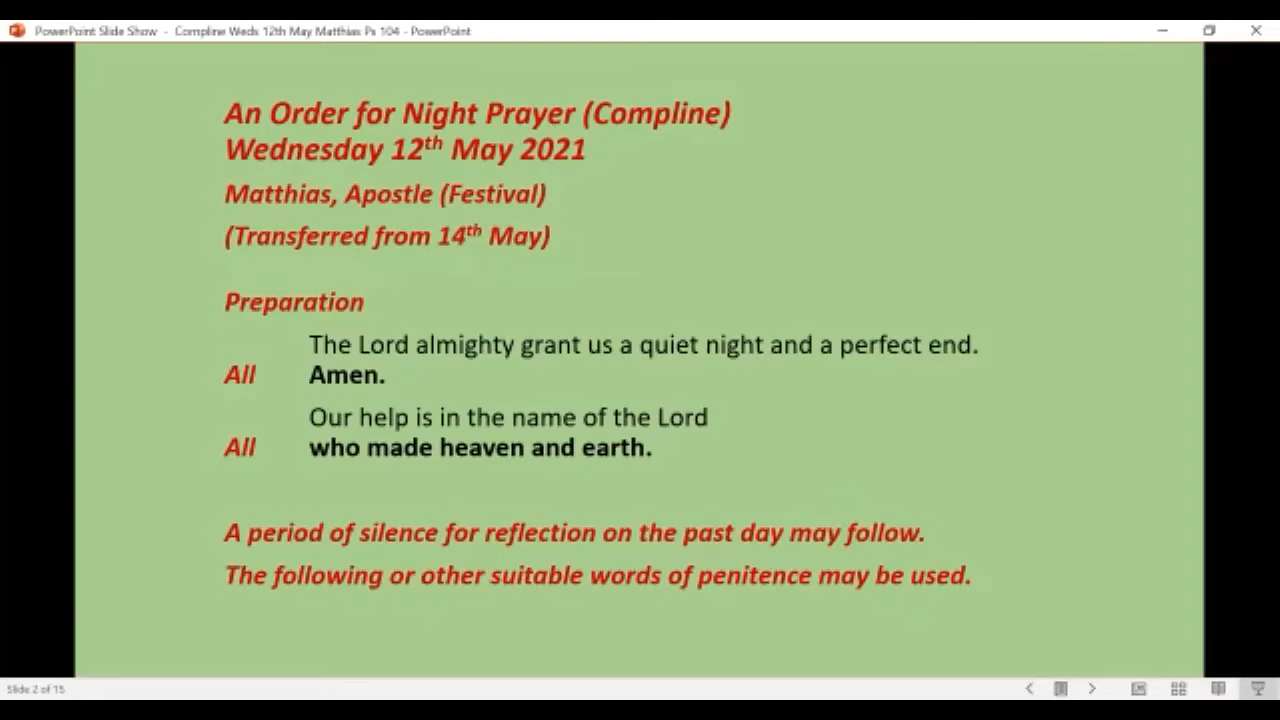 PowerPoint Slide Show - Compline Weds 12th May Matthias Ps 104 - PowerPoint
An Order for Night Prayer (Compline)
Wednesday 12th May 2021
Matthias, Apostle (Festival)
(Transferred from 14th May)
Preparation
The Lord almighty grant us a quiet night and a perfect end.
All Amen.
Our help is in the name of the Lord
All who made heaven and earth.
A period of silence for reflection on the past day may follow.
The following or other suitable words of penitence may be used.
Slide 2 of 15